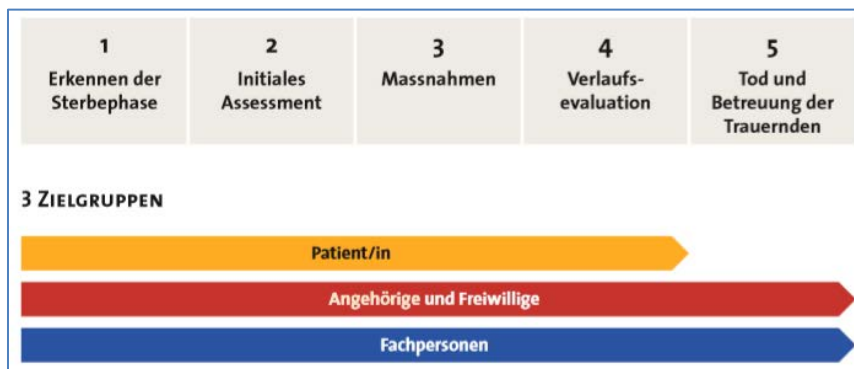 1
Erkennen der
Sterbephase
2
Initiales
Assessment
3
Massnahmen
4
Verlaufs-
evaluation
5
Tod und
Betreuung der
Trauernden
3 ZIELGRUPPEN
Patient/in
Angehörige und Freiwillige
Fachpersonen